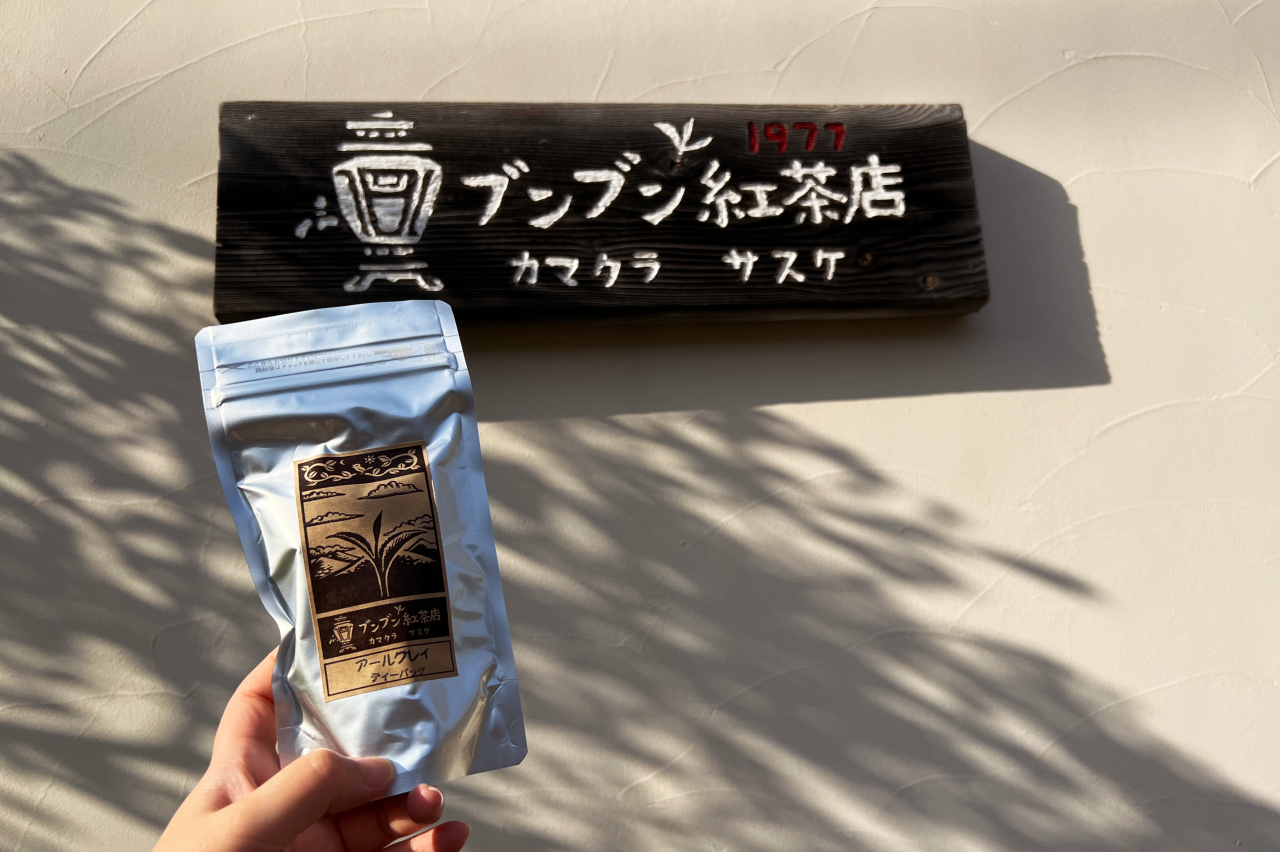 1977
ブンブン紅茶店
カマクラ サスケ
ブンブン紅茶店
カマクラ サスケ
アールグレイ
ティーバッグ